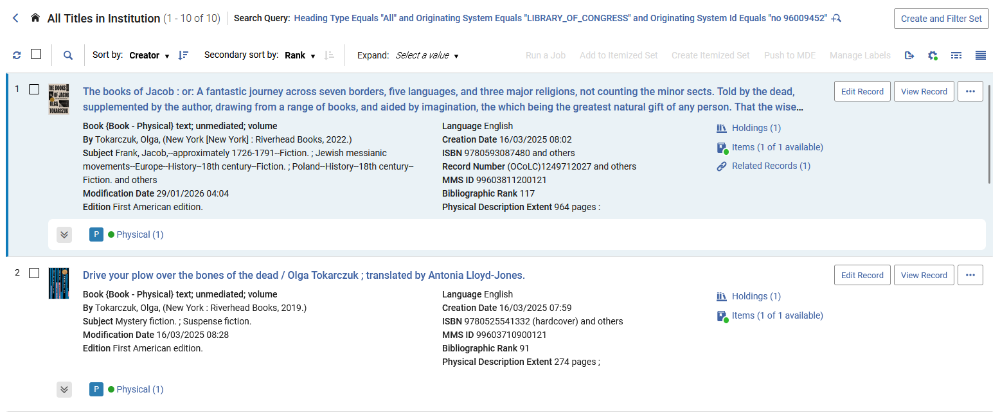 All Titles in Institution (1 - 10 of 10) Search Query: Heading Type Equals "All" and Originating System Equals "LIBRARY_OF_CONGRESS" and Originating System Id Equals "no 96009452" Create and Filter Set
Sort by: Creator Secondary sort by: Rank Expand: Select a value Run a Job Add to Itemized Set Create Itemized Set Push to MDE Manage Labels
1
THE BOOKS OF JACOB OLGA TOKARCZUK
The books of Jacob : or: A fantastic journey across seven borders, five languages, and three major religions, not counting the minor sects. Told by the dead,
supplemented by the author, drawing from a range of books, and aided by imagination, the which being the greatest natural gift of any person. That the wise...
Edit Record View Record
Book {Book - Physical} text; unmediated; volume
By Tokarczuk, Olga, (New York [New York] : Riverhead Books, 2022.)
Subject Frank, Jacob,--approximately 1726-1791--Fiction. ; Jewish messianic
movements--Europe--History--18th century--Fiction. ; Poland--History--18th century--
Fiction. and others
Modification Date 29/01/2026 04:04
Edition First American edition.
Language English
Creation Date 16/03/2025 08:02
ISBN 9780593087480 and others
Record Number (OCoLC)1249712027 and others
MMS ID 99603811200121
Bibliographic Rank 117
Physical Description Extent 964 pages :
Holdings (1)
Items (1 of 1 available)
Related Records (1)
P Physical (1)
2
Drive your plow over the bones of the dead / Olga Tokarczuk ; translated by Antonia Lloyd-Jones.
Edit Record View Record
Book {Book - Physical} text; unmediated; volume
By Tokarczuk, Olga, (New York : Riverhead Books, 2019.)
Subject Mystery fiction. ; Suspense fiction.
Modification Date 16/03/2025 08:28
Edition First American edition.
Language English
Creation Date 16/03/2025 07:59
ISBN 9780525541332 (hardcover) and others
MMS ID 99603710900121
Bibliographic Rank 91
Physical Description Extent 274 pages ;
Holdings (1)
Items (1 of 1 available)
P Physical (1)